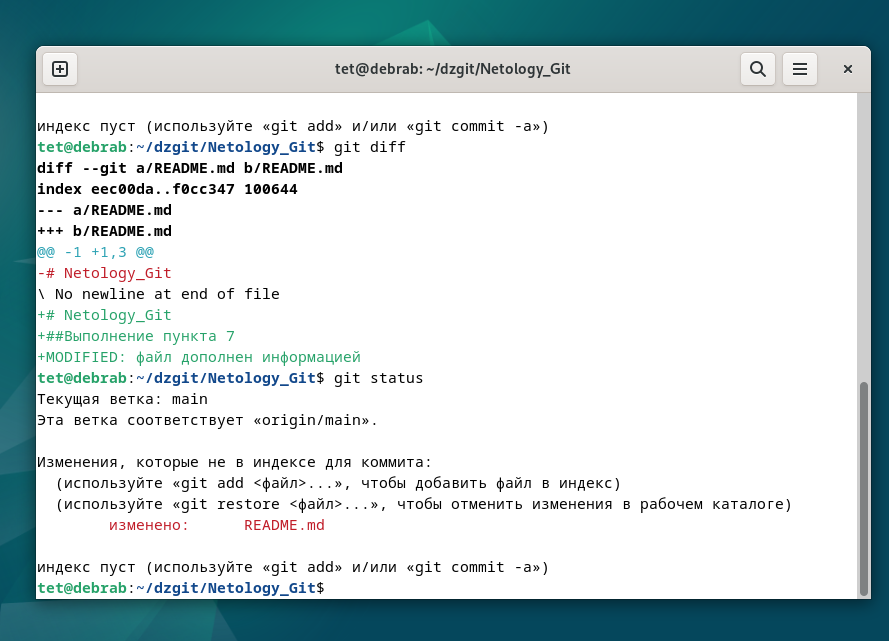 tet@debrab: ~/dzgit/Netology_Git
индекс пуст (используйте «git add» и/или «git commit -a»)
tet@debrab:~/dzgit/Netology_Git$ git diff
diff --git a/README.md b/README.md
index eec00da..f0cc347 100644
--- a/README.md
+++ b/README.md
@@ -1 +1,3 @@
-# Netology_Git
\ No newline at end of file
+# Netology_Git
+##Выполнение пункта 7
+MODIFIED: файл дополнен информацией
tet@debrab:~/dzgit/Netology_Git$ git status
Текущая ветка: main
Эта ветка соответствует «origin/main».
Изменения, которые не в индексе для коммита:
  (используйте «git add <файл>...», чтобы добавить файл в индекс)
  (используйте «git restore <файл>...», чтобы отменить изменения в рабочем каталоге)
        изменено:      README.md
индекс пуст (используйте «git add» и/или «git commit -a»)
tet@debrab:~/dzgit/Netology_Git$